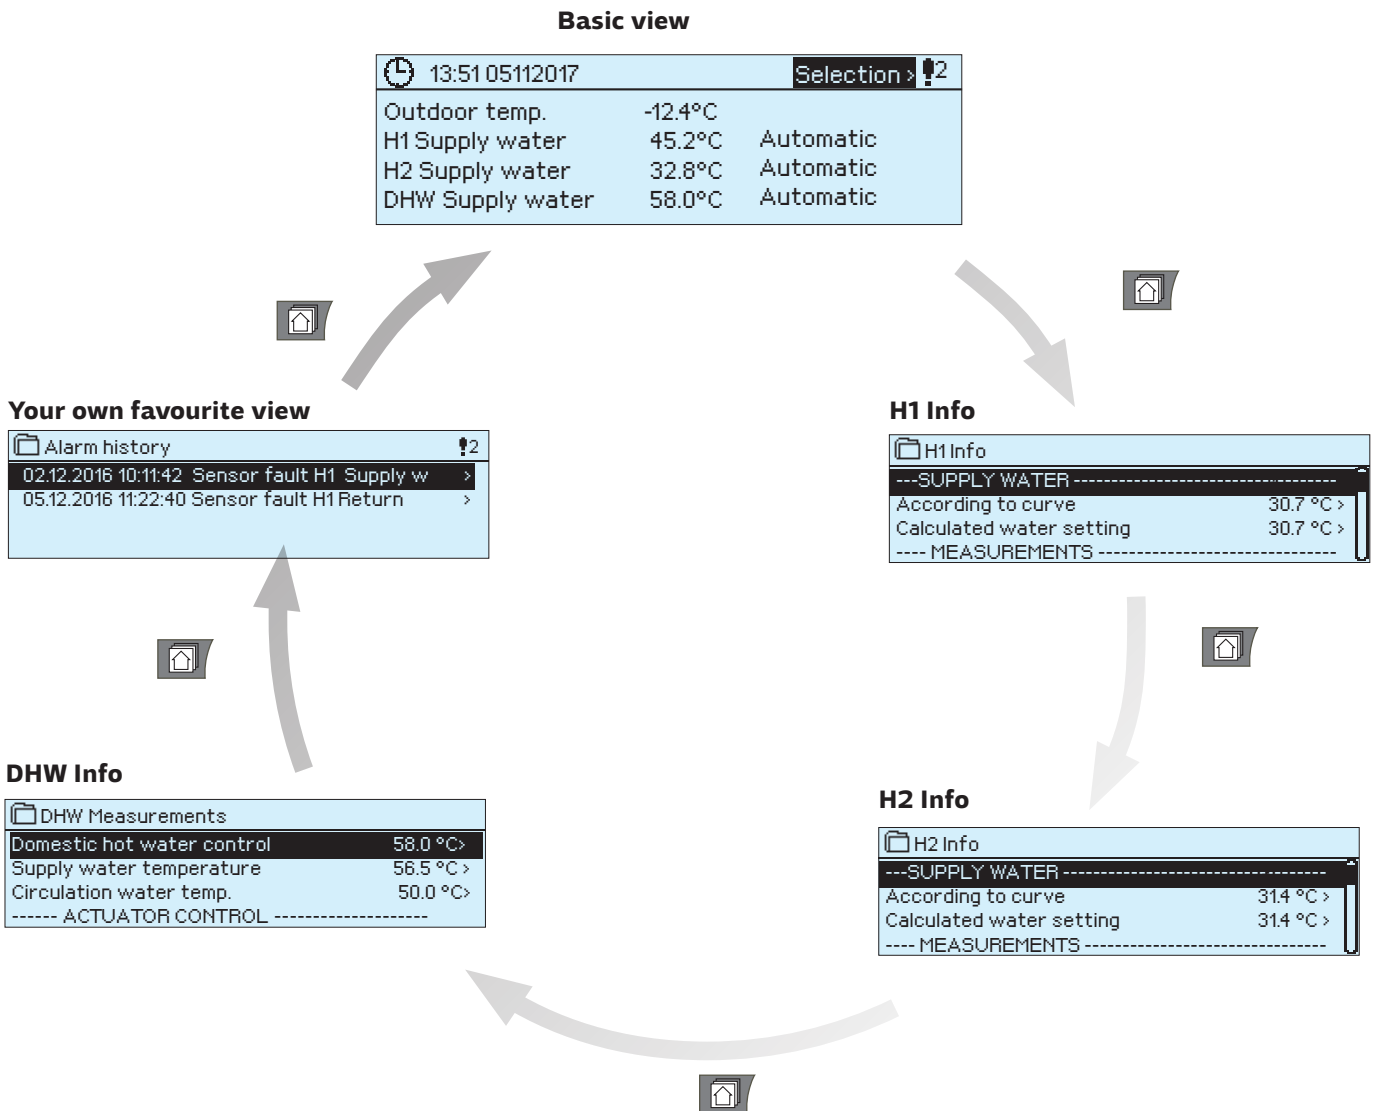 Basic view
13:51 05112017 Selection > 2
Outdoor temp. -12.4°C
H1 Supply water 45.2°C Automatic
H2 Supply water 32.8°C Automatic
DHW Supply water 58.0°C Automatic
Your own favourite view
Alarm history 2
02.12.2016 10:11:42 Sensor fault H1 Supply w >
05.12.2016 11:22:40 Sensor fault H1 Return >
H1 Info
H1 Info
---SUPPLY WATER ----------------------------------
According to curve 30.7 °C >
Calculated water setting 30.7 °C >
---- MEASUREMENTS -------------------------------
DHW Info
DHW Measurements
Domestic hot water control 58.0 °C>
Supply water temperature 56.5 °C >
Circulation water temp. 50.0 °C>
------ ACTUATOR CONTROL --------------------
H2 Info
H2 Info
---SUPPLY WATER ----------------------------------
According to curve 31.4 °C >
Calculated water setting 31.4 °C >
---- MEASUREMENTS -------------------------------